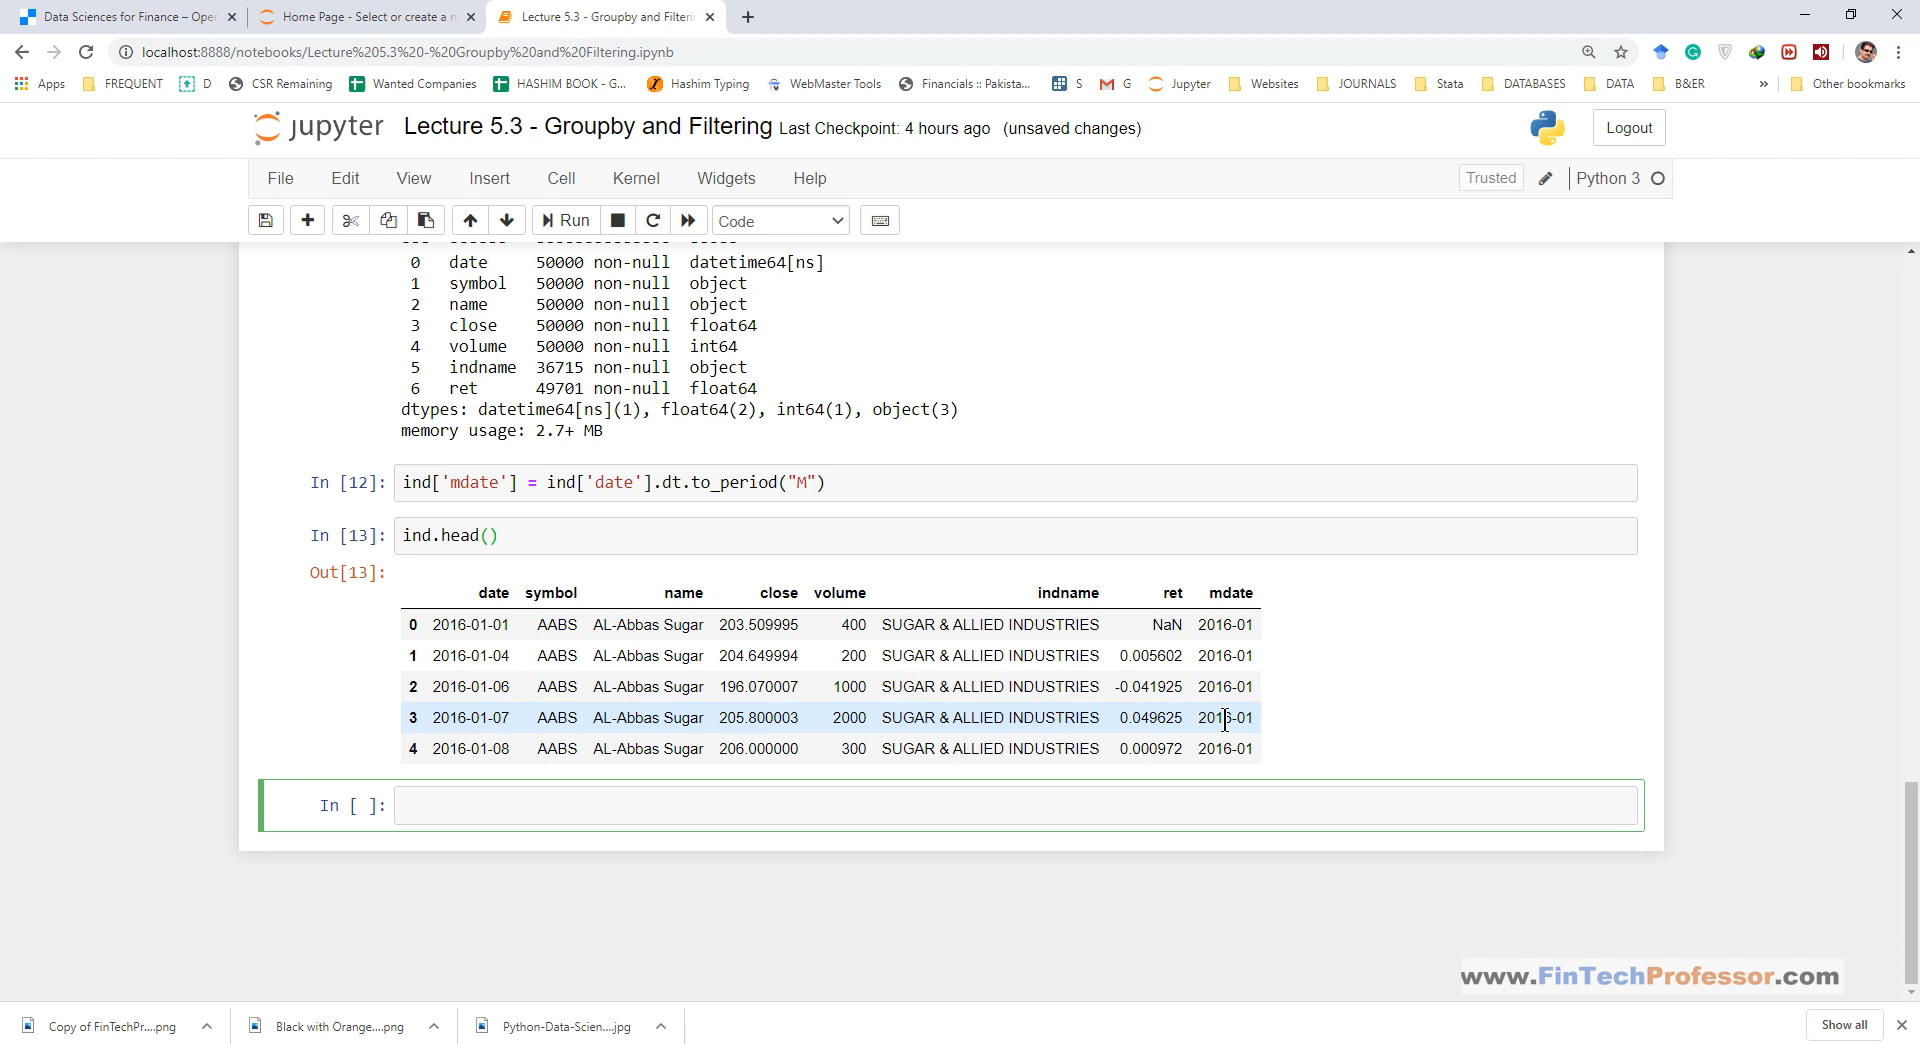 Data Sciences for Finance – Oper
Home Page - Select or create a n
Lecture 5.3 - Groupby and Filterin
localhost:8888/notebooks/Lecture%205.3%20-%20Groupby%20and%20Filtering.ipynb
Apps FREQUENT D CSR Remaining Wanted Companies HASHIM BOOK - G... Hashim Typing WebMaster Tools Financials :: Pakista... S G Jupyter Websites JOURNALS Stata DATABASES DATA B&ER » Other bookmarks
jupyter Lecture 5.3 - Groupby and Filtering Last Checkpoint: 4 hours ago (unsaved changes) Logout
File Edit View Insert Cell Kernel Widgets Help Trusted Python 3
Run Code
0 date 50000 non-null datetime64[ns]
1 symbol 50000 non-null object
2 name 50000 non-null object
3 close 50000 non-null float64
4 volume 50000 non-null int64
5 indname 36715 non-null object
6 ret 49701 non-null float64
dtypes: datetime64[ns](1), float64(2), int64(1), object(3)
memory usage: 2.7+ MB
In [12]: ind['mdate'] = ind['date'].dt.to_period("M")
In [13]: ind.head()
Out[13]:
date symbol name close volume indname ret mdate
0 2016-01-01 AABS AL-Abbas Sugar 203.509995 400 SUGAR & ALLIED INDUSTRIES NaN 2016-01
1 2016-01-04 AABS AL-Abbas Sugar 204.649994 200 SUGAR & ALLIED INDUSTRIES 0.005602 2016-01
2 2016-01-06 AABS AL-Abbas Sugar 196.070007 1000 SUGAR & ALLIED INDUSTRIES -0.041925 2016-01
3 2016-01-07 AABS AL-Abbas Sugar 205.800003 2000 SUGAR & ALLIED INDUSTRIES 0.049625 2016-01
4 2016-01-08 AABS AL-Abbas Sugar 206.000000 300 SUGAR & ALLIED INDUSTRIES 0.000972 2016-01
In [ ]:
www.FinTechProfessor.com
Copy of FinTechPr....png Black with Orange....png Python-Data-Scien....jpg Show all